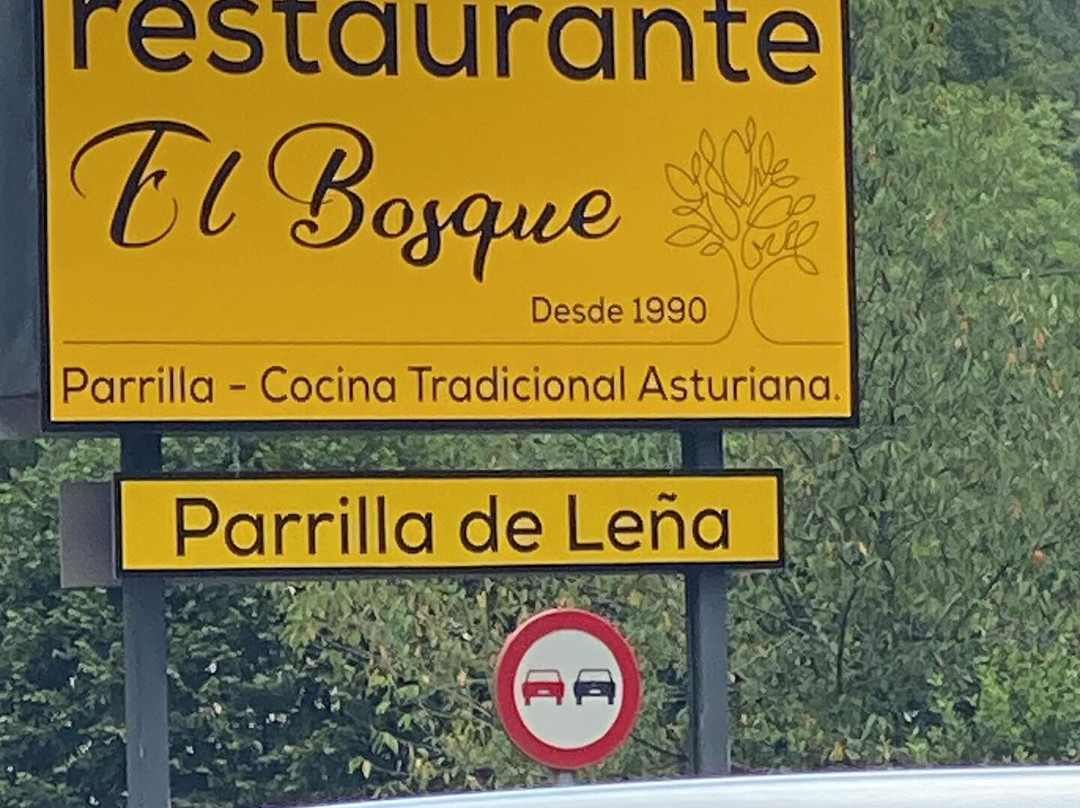 restaurante
El Bosque
Desde 1990
Parrilla - Cocina Tradicional Asturiana.
Parrilla de Leña